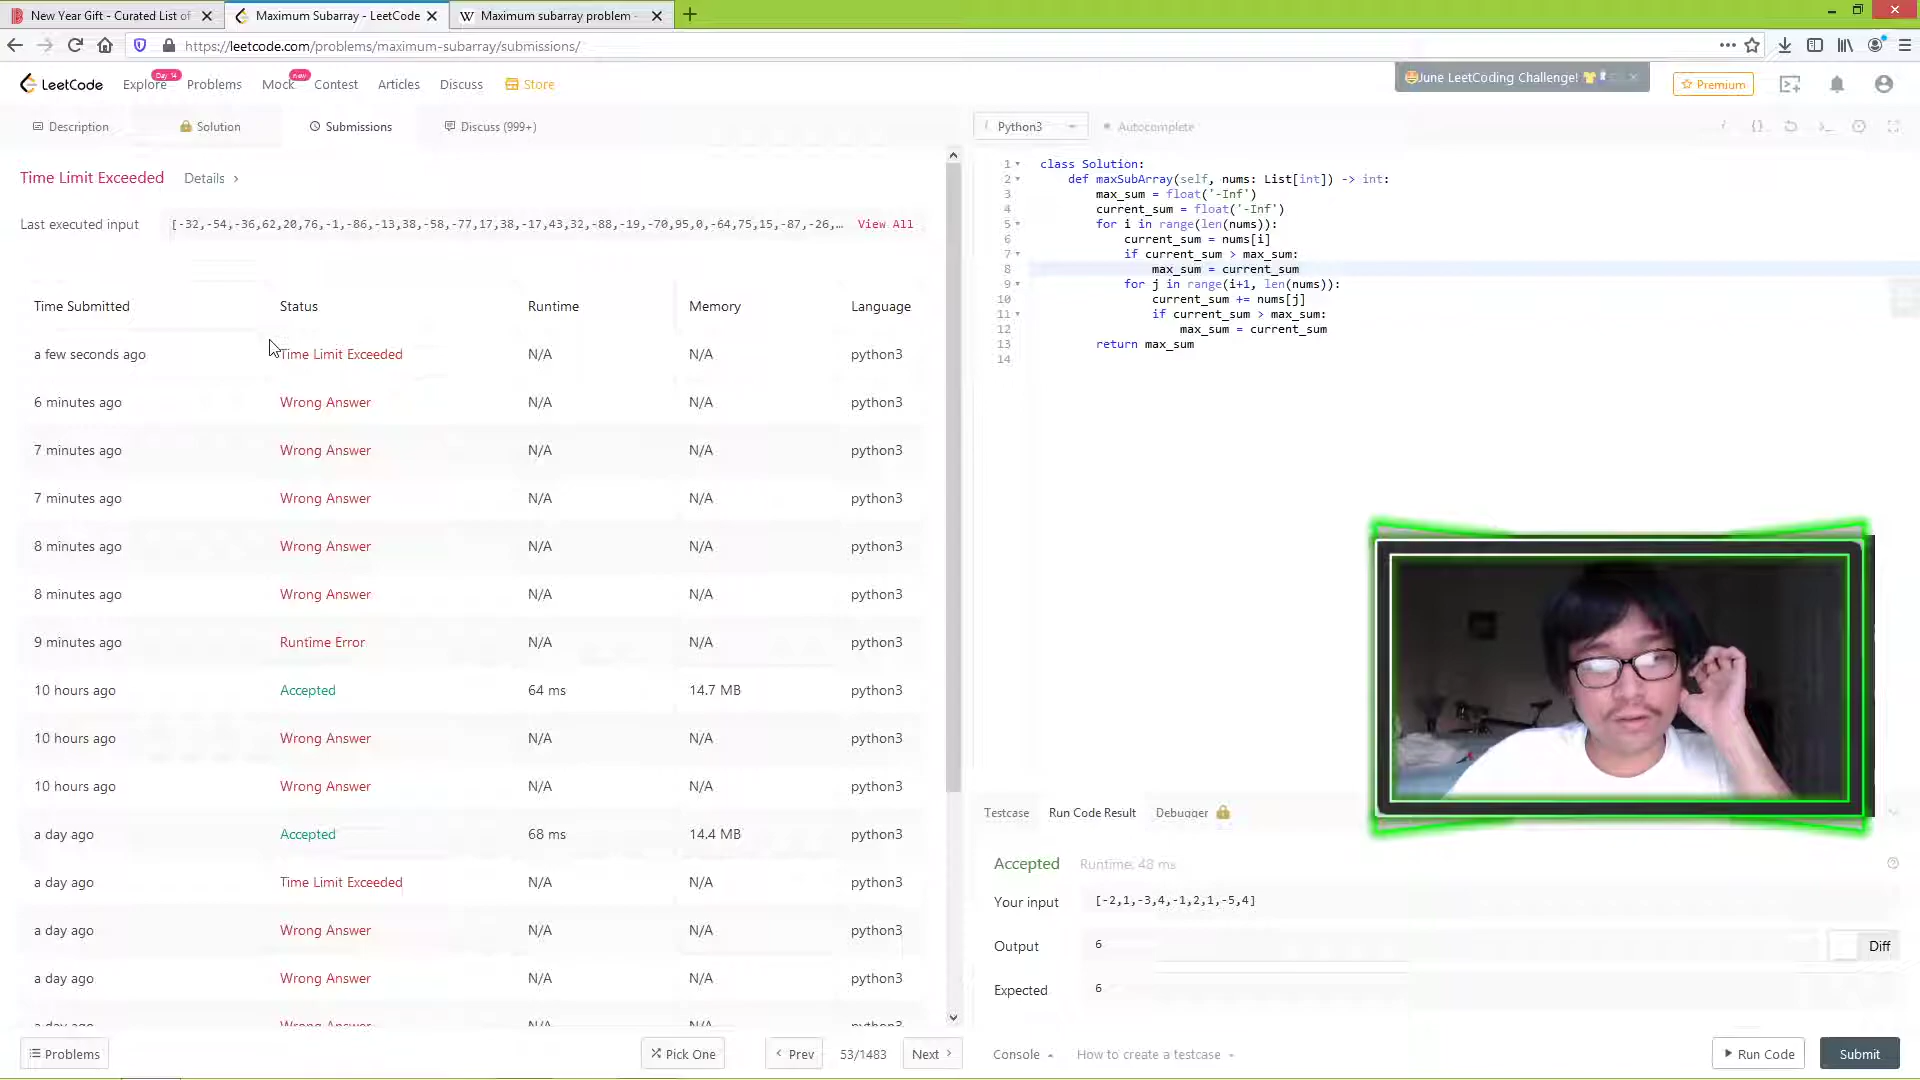 New Year Gift - Curated List of
Maximum Subarray - LeetCode
Maximum subarray problem -
https://leetcode.com/problems/maximum-subarray/submissions/
LeetCode
Explore
Day 14
Problems
Mock
new
Contest
Articles
Discuss
Store
June LeetCoding Challenge!
Premium
Description
Solution
Submissions
Discuss (999+)
Python3
Autocomplete
Time Limit Exceeded
Details >
Last executed input
[-32,-54,-36,62,20,76,-1,-86,-13,38,-58,-77,17,38,-17,43,32,-88,-19,-70,95,0,-64,75,15,-87,-26,…
View All
Time Submitted Status Runtime Memory Language
a few seconds ago Time Limit Exceeded N/A N/A python3
6 minutes ago Wrong Answer N/A N/A python3
7 minutes ago Wrong Answer N/A N/A python3
7 minutes ago Wrong Answer N/A N/A python3
8 minutes ago Wrong Answer N/A N/A python3
8 minutes ago Wrong Answer N/A N/A python3
9 minutes ago Runtime Error N/A N/A python3
10 hours ago Accepted 64 ms 14.7 MB python3
10 hours ago Wrong Answer N/A N/A python3
10 hours ago Wrong Answer N/A N/A python3
a day ago Accepted 68 ms 14.4 MB python3
a day ago Time Limit Exceeded N/A N/A python3
a day ago Wrong Answer N/A N/A python3
a day ago Wrong Answer N/A N/A python3
a day ago Wrong Answer N/A N/A python3
1 class Solution:
2 def maxSubArray(self, nums: List[int]) -> int:
3 max_sum = float('-Inf')
4 current_sum = float('-Inf')
5 for i in range(len(nums)):
6 current_sum = nums[i]
7 if current_sum > max_sum:
8 max_sum = current_sum
9 for j in range(i+1, len(nums)):
10 current_sum += nums[j]
11 if current_sum > max_sum:
12 max_sum = current_sum
13 return max_sum
14
Testcase
Run Code Result
Debugger
Accepted Runtime: 48 ms
Your input [-2,1,-3,4,-1,2,1,-5,4]
Output 6
Diff
Expected 6
Problems
Pick One
Prev
53/1483
Next
Console
How to create a testcase
Run Code
Submit